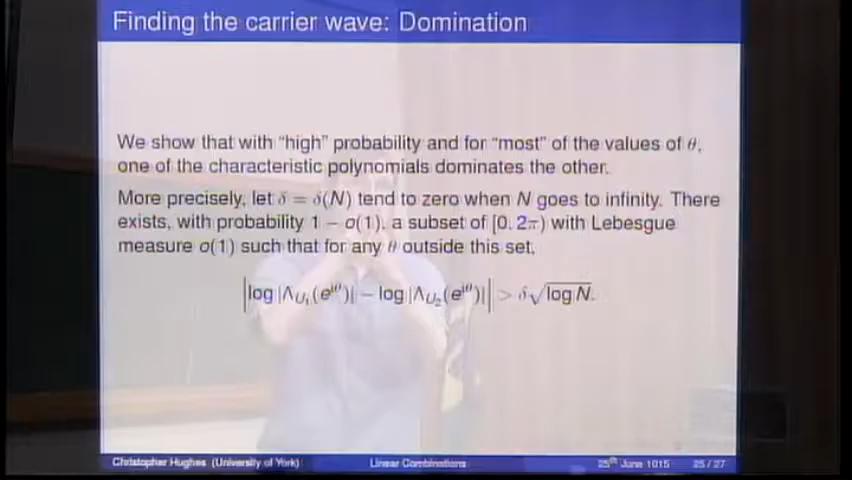 Finding the carrier wave: Domination
We show that with “high” probability and for “most” of the values of θ,
one of the characteristic polynomials dominates the other.
More precisely, let δ = δ(N) tend to zero when N goes to infinity. There
exists, with probability 1 − o(1), a subset of [0, 2π) with Lebesgue
measure o(1) such that for any θ outside this set,
|log |Λ_{U_1}(e^{iθ})| − log |Λ_{U_2}(e^{iθ})|| > δ√log N.
Christopher Hughes (University of York) Linear Combinations 25th June 1015 25 / 27